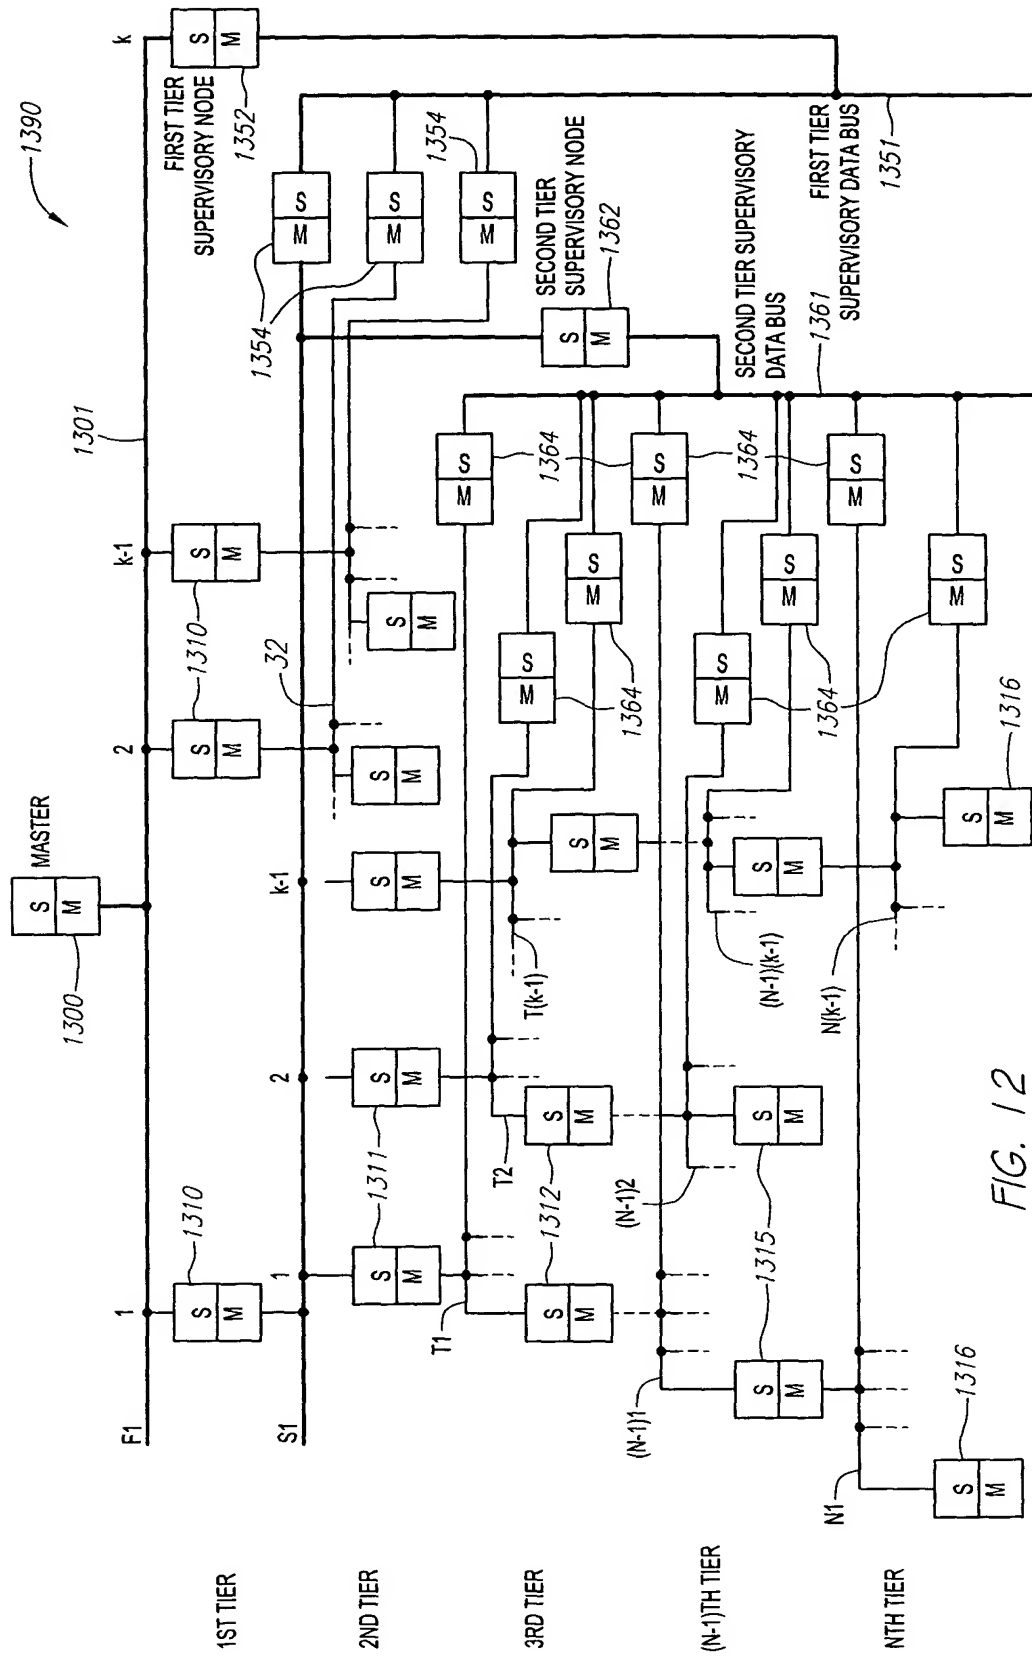 1390
MASTER
S
M
1300
1301
F1
1
2
k-1
k
1ST TIER
1310
S
M
1310
S
M
S
M
FIRST TIER
SUPERVISORY NODE
S
M
1352
S1
1
2
k-1
32
1354
M
S
M
S
M
S
1354
2ND TIER
1311
S
M
S
M
S
M
S
M
S
M
SECOND TIER
SUPERVISORY NODE
S
M
1362
T1
T2
T(k-1)
M
S
1364
M
S
M
S
1364
3RD TIER
1312
S
M
S
M
S
M
(N-1)1
(N-1)2
(N-1)(k-1)
M
S
1364
M
S
M
S
1364
SECOND TIER SUPERVISORY
DATA BUS
1361
FIRST TIER
SUPERVISORY DATA BUS
1351
(N-1)TH TIER
1315
S
M
S
M
S
M
N1
N(k-1)
M
S
M
S
NTH TIER
1316
S
M
1316
S
M
FIG. 12